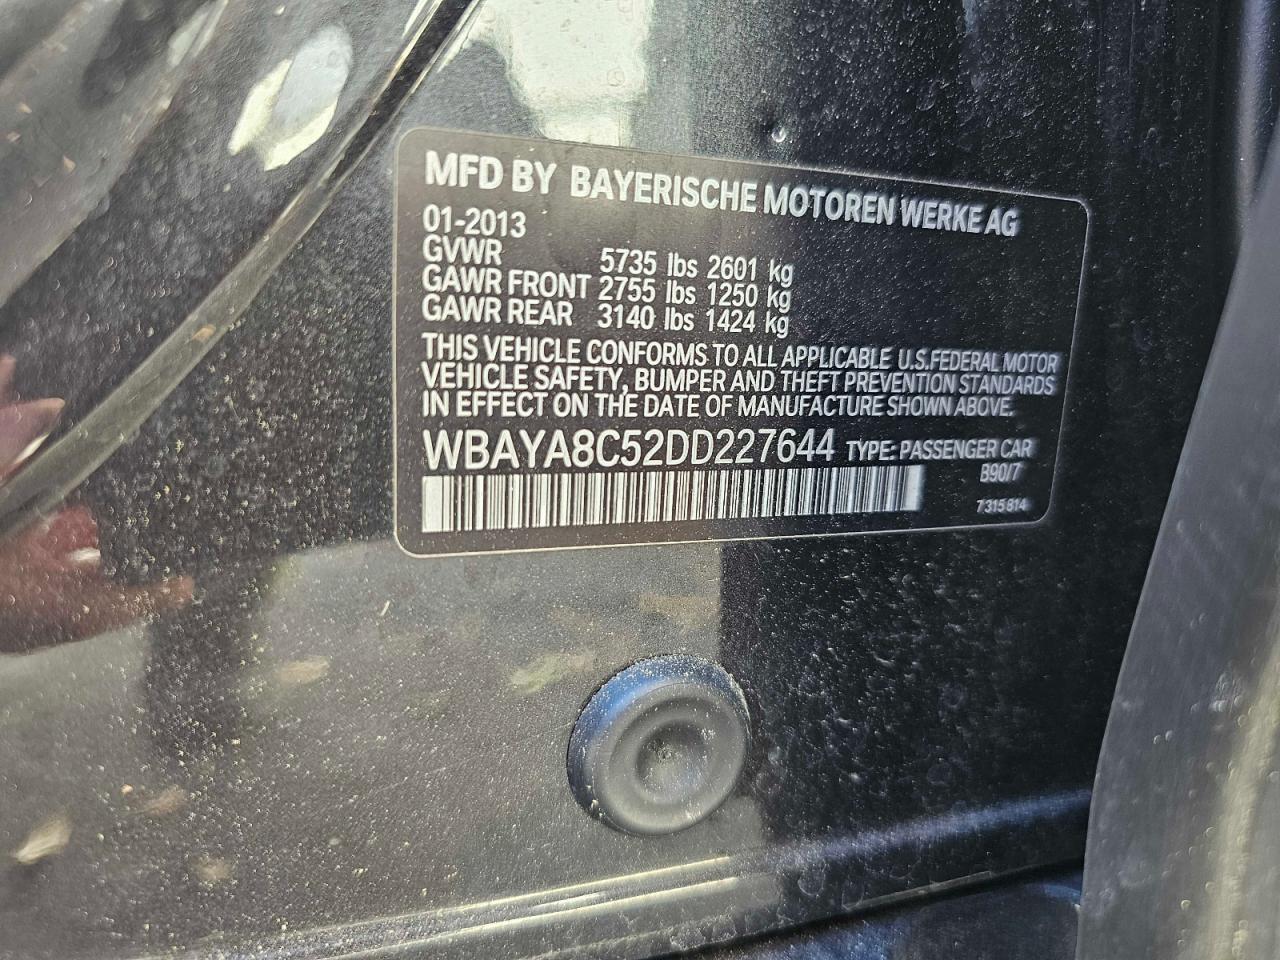 MFD BY BAYERISCHE MOTOREN WERKE AG
01-2013
GVWR 5735 lbs 2601 kg
GAWR FRONT 2755 lbs 1250 kg
GAWR REAR 3140 lbs 1424 kg
THIS VEHICLE CONFORMS TO ALL APPLICABLE U.S.FEDERAL MOTOR
VEHICLE SAFETY, BUMPER AND THEFT PREVENTION STANDARDS
IN EFFECT ON THE DATE OF MANUFACTURE SHOWN ABOVE.
WBAYA8C52DD227644 TYPE: PASSENGER CAR
B90/7
7315814